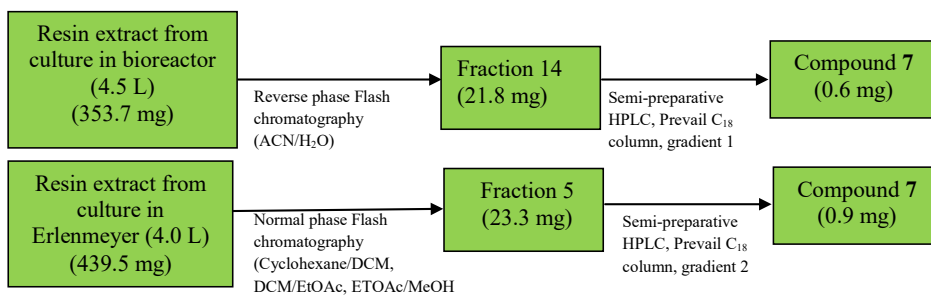 Resin extract from
culture in bioreactor
(4.5 L)
(353.7 mg)
Reverse phase Flash
chromatography
(ACN/H₂O)
Fraction 14
(21.8 mg)
Semi-preparative
HPLC, Prevail C₁₈
column, gradient 1
Compound 7
(0.6 mg)
Resin extract from
culture in
Erlenmeyer (4.0 L)
(439.5 mg)
Normal phase Flash
chromatography
(Cyclohexane/DCM,
DCM/EtOAc, ETOAc/MeOH
Fraction 5
(23.3 mg)
Semi-preparative
HPLC, Prevail C₁₈
column, gradient 2
Compound 7
(0.9 mg)